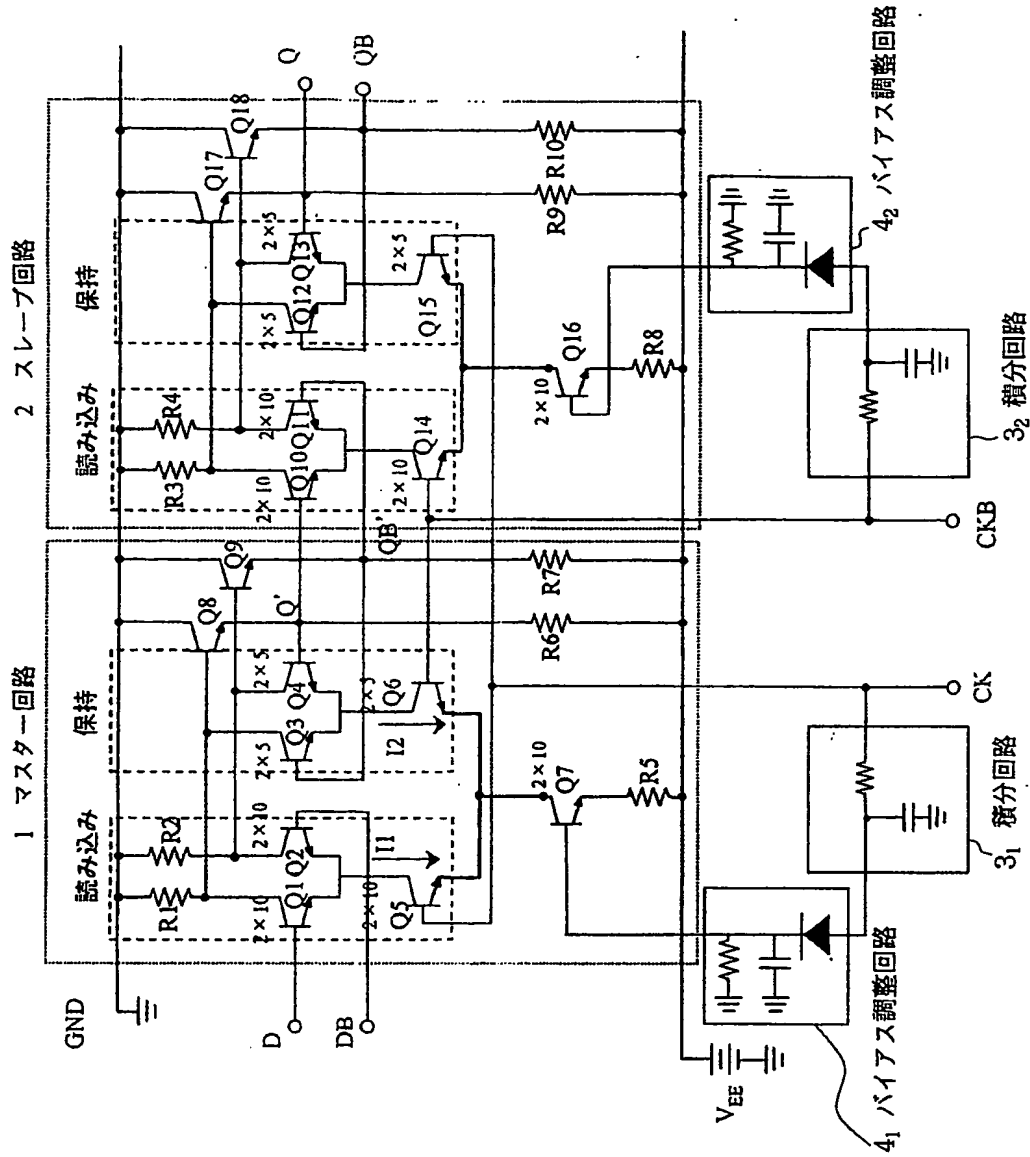 1 マスター回路
2 スレーブ回路
読み込み
保持
読み込み
保持
GND
R1
R2
Q8
Q9
R3
R4
Q17
Q18
2×10
2×10
2×5
2×5
2×10
2×10
2×5
2×5
D
DB
Q1
Q2
Q3
Q4
Q'
QB'
Q10
Q11
Q12
Q13
Q
QB
2×10
I1
2×5
I2
2×10
2×5
Q5
Q6
Q14
Q15
2×10
Q7
R5
R6
R7
2×10
Q16
R8
R9
R10
VEE
CK
CKB
4₁ バイアス調整回路
3₁ 積分回路
3₂ 積分回路
4₂ バイアス調整回路